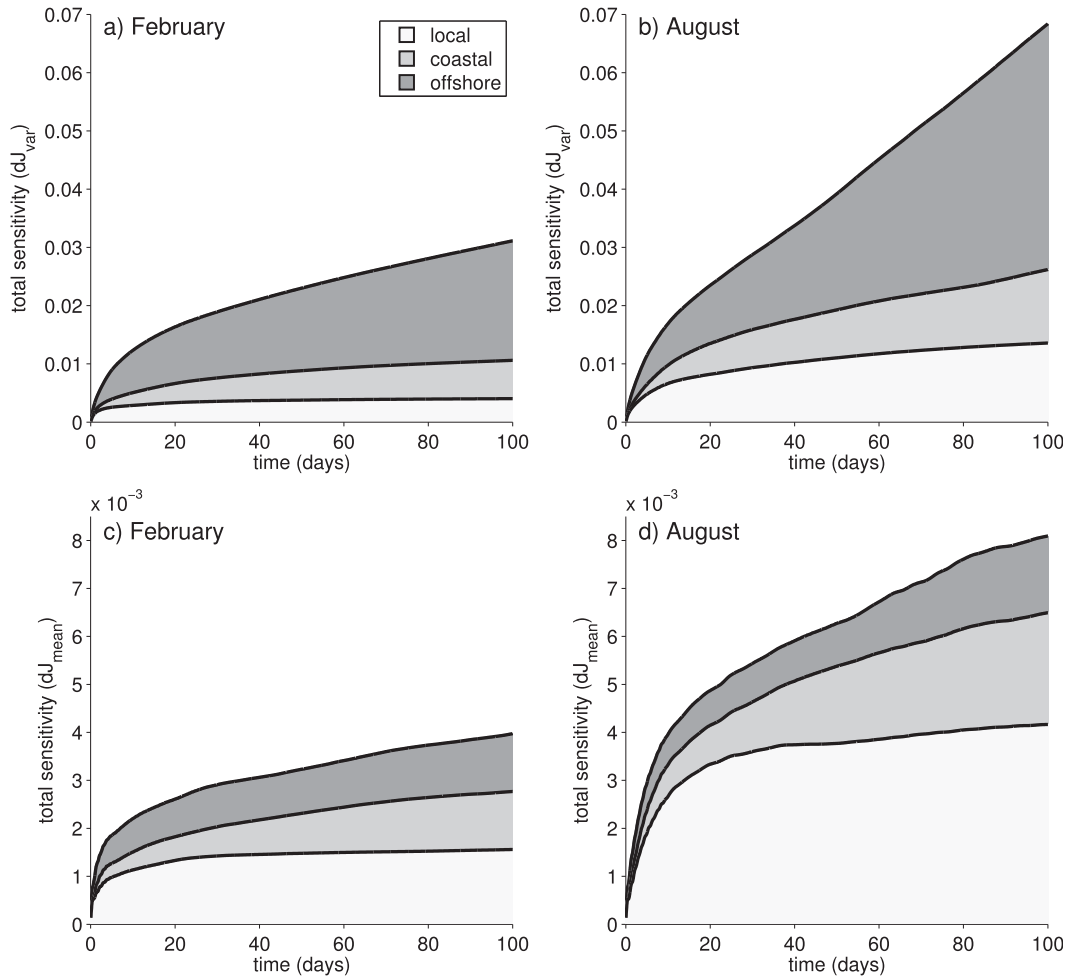 a) February
local
coastal
offshore
total sensitivity (dJvar)
0.07
0.06
0.05
0.04
0.03
0.02
0.01
0
0 20 40 60 80 100
time (days)
b) August
total sensitivity (dJvar)
0.07
0.06
0.05
0.04
0.03
0.02
0.01
0
0 20 40 60 80 100
time (days)
x 10−3
c) February
total sensitivity (dJmean)
8
7
6
5
4
3
2
1
0
0 20 40 60 80 100
time (days)
x 10−3
d) August
total sensitivity (dJmean)
8
7
6
5
4
3
2
1
0
0 20 40 60 80 100
time (days)